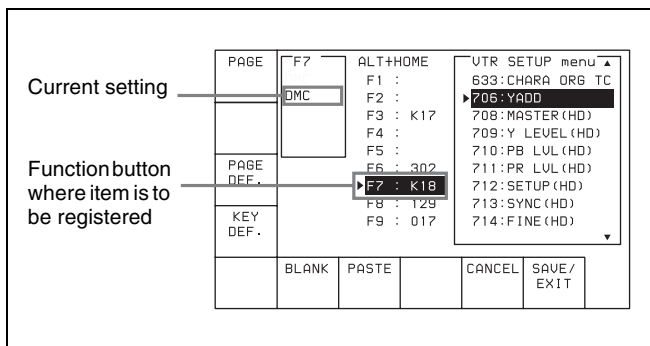 Current setting
Function button
where item is to
be registered
PAGE
PAGE
DEF.
KEY
DEF.
F7
DMC
ALT+HOME
F1 :
F2 :
F3 : K17
F4 :
F5 :
F6 : 302
F7 : K18
F8 : 129
F9 : 017
VTR SETUP menu
633:CHARA ORG TC
706:YADD
708:MASTER(HD)
709:Y LEVEL(HD)
710:PB LVL(HD)
711:PR LVL(HD)
712:SETUP(HD)
713:SYNC(HD)
714:FINE(HD)
BLANK
PASTE
CANCEL
SAVE/
EXIT